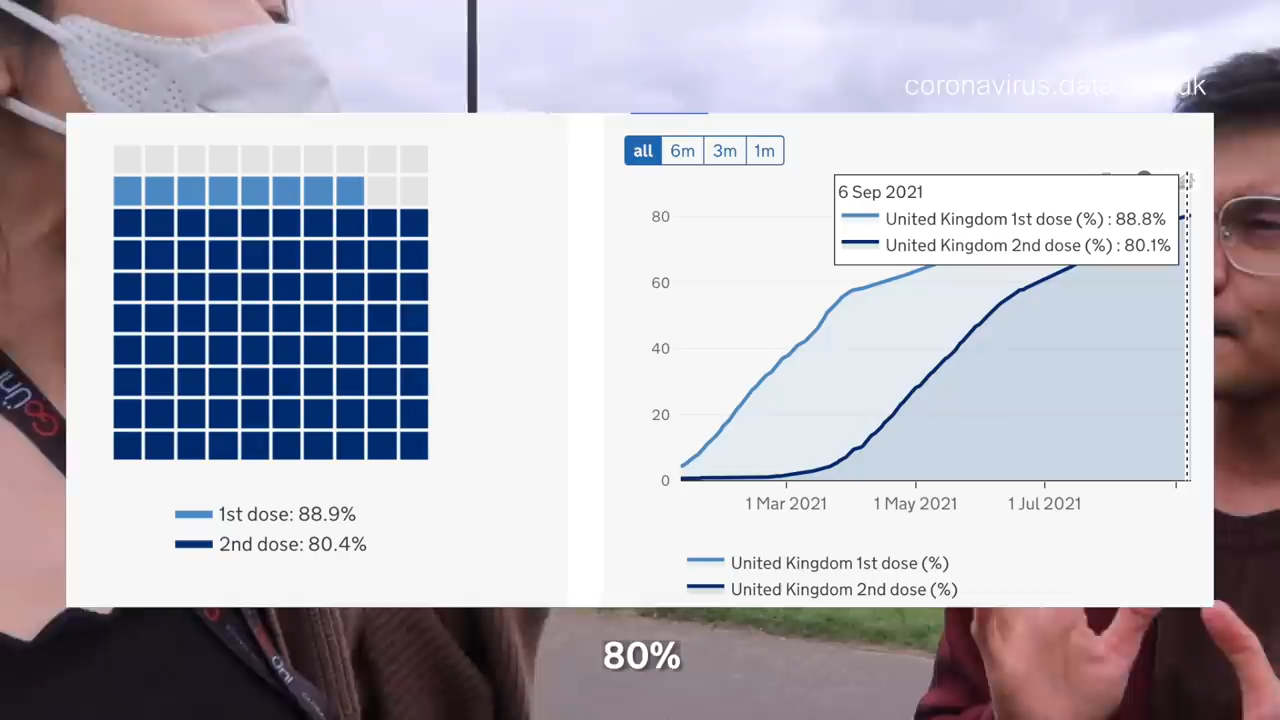 coronavirus.data
uk
all 6m 3m 1m
6 Sep 2021
United Kingdom 1st dose (%) : 88.8%
United Kingdom 2nd dose (%) : 80.1%
80
60
40
20
0
1 Mar 2021 1 May 2021 1 Jul 2021
1st dose: 88.9%
2nd dose: 80.4%
United Kingdom 1st dose (%)
United Kingdom 2nd dose (%)
GoUni
80%